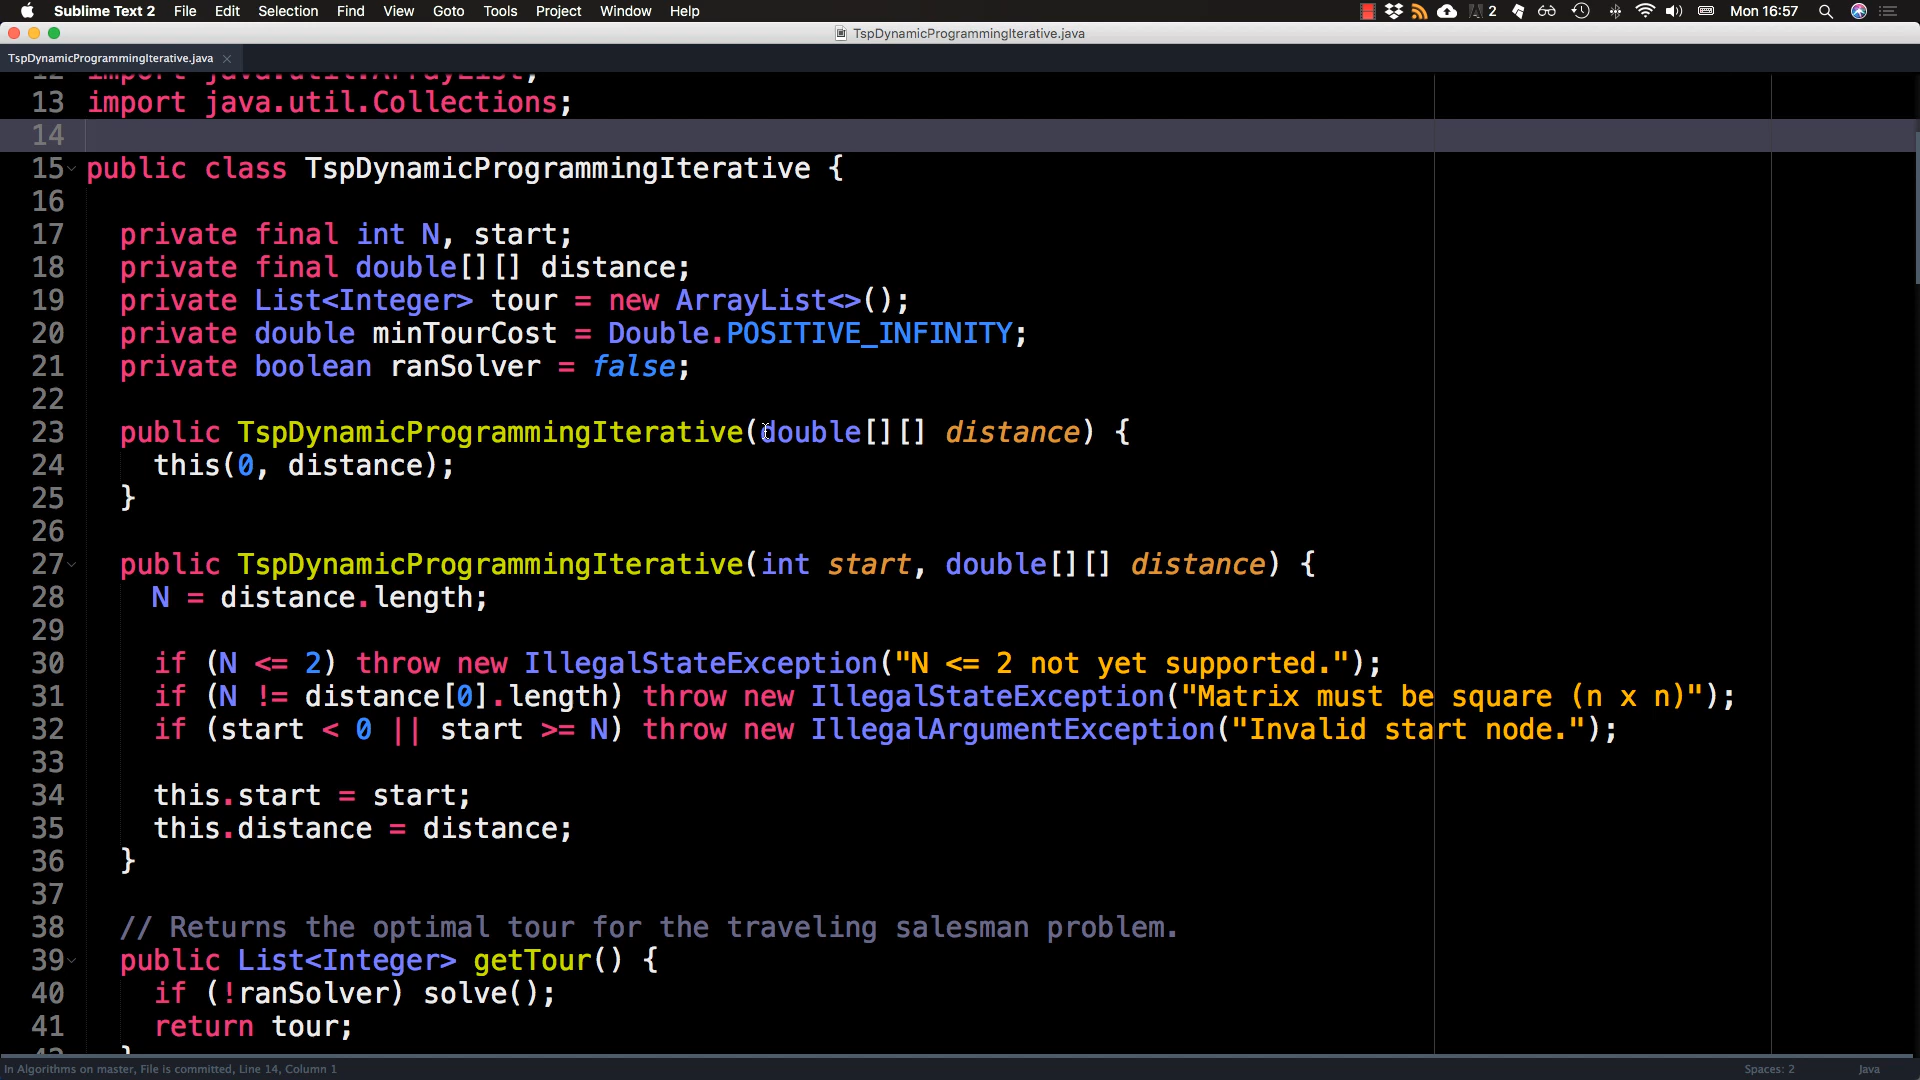 Sublime Text 2 File Edit Selection Find View Goto Tools Project Window Help 2 Mon 16:57
TspDynamicProgrammingIterative.java
TspDynamicProgrammingIterative.java
12 import java.util.ArrayList;
13 import java.util.Collections;
14
15 public class TspDynamicProgrammingIterative {
16
17 private final int N, start;
18 private final double[][] distance;
19 private List<Integer> tour = new ArrayList<>();
20 private double minTourCost = Double.POSITIVE_INFINITY;
21 private boolean ranSolver = false;
22
23 public TspDynamicProgrammingIterative(double[][] distance) {
24 this(0, distance);
25 }
26
27 public TspDynamicProgrammingIterative(int start, double[][] distance) {
28 N = distance.length;
29
30 if (N <= 2) throw new IllegalStateException("N <= 2 not yet supported.");
31 if (N != distance[0].length) throw new IllegalStateException("Matrix must be square (n x n)");
32 if (start < 0 || start >= N) throw new IllegalArgumentException("Invalid start node.");
33
34 this.start = start;
35 this.distance = distance;
36 }
37
38 // Returns the optimal tour for the traveling salesman problem.
39 public List<Integer> getTour() {
40 if (!ranSolver) solve();
41 return tour;
42 }
In Algorithms on master, File is committed, Line 14, Column 1 Spaces: 2 Java